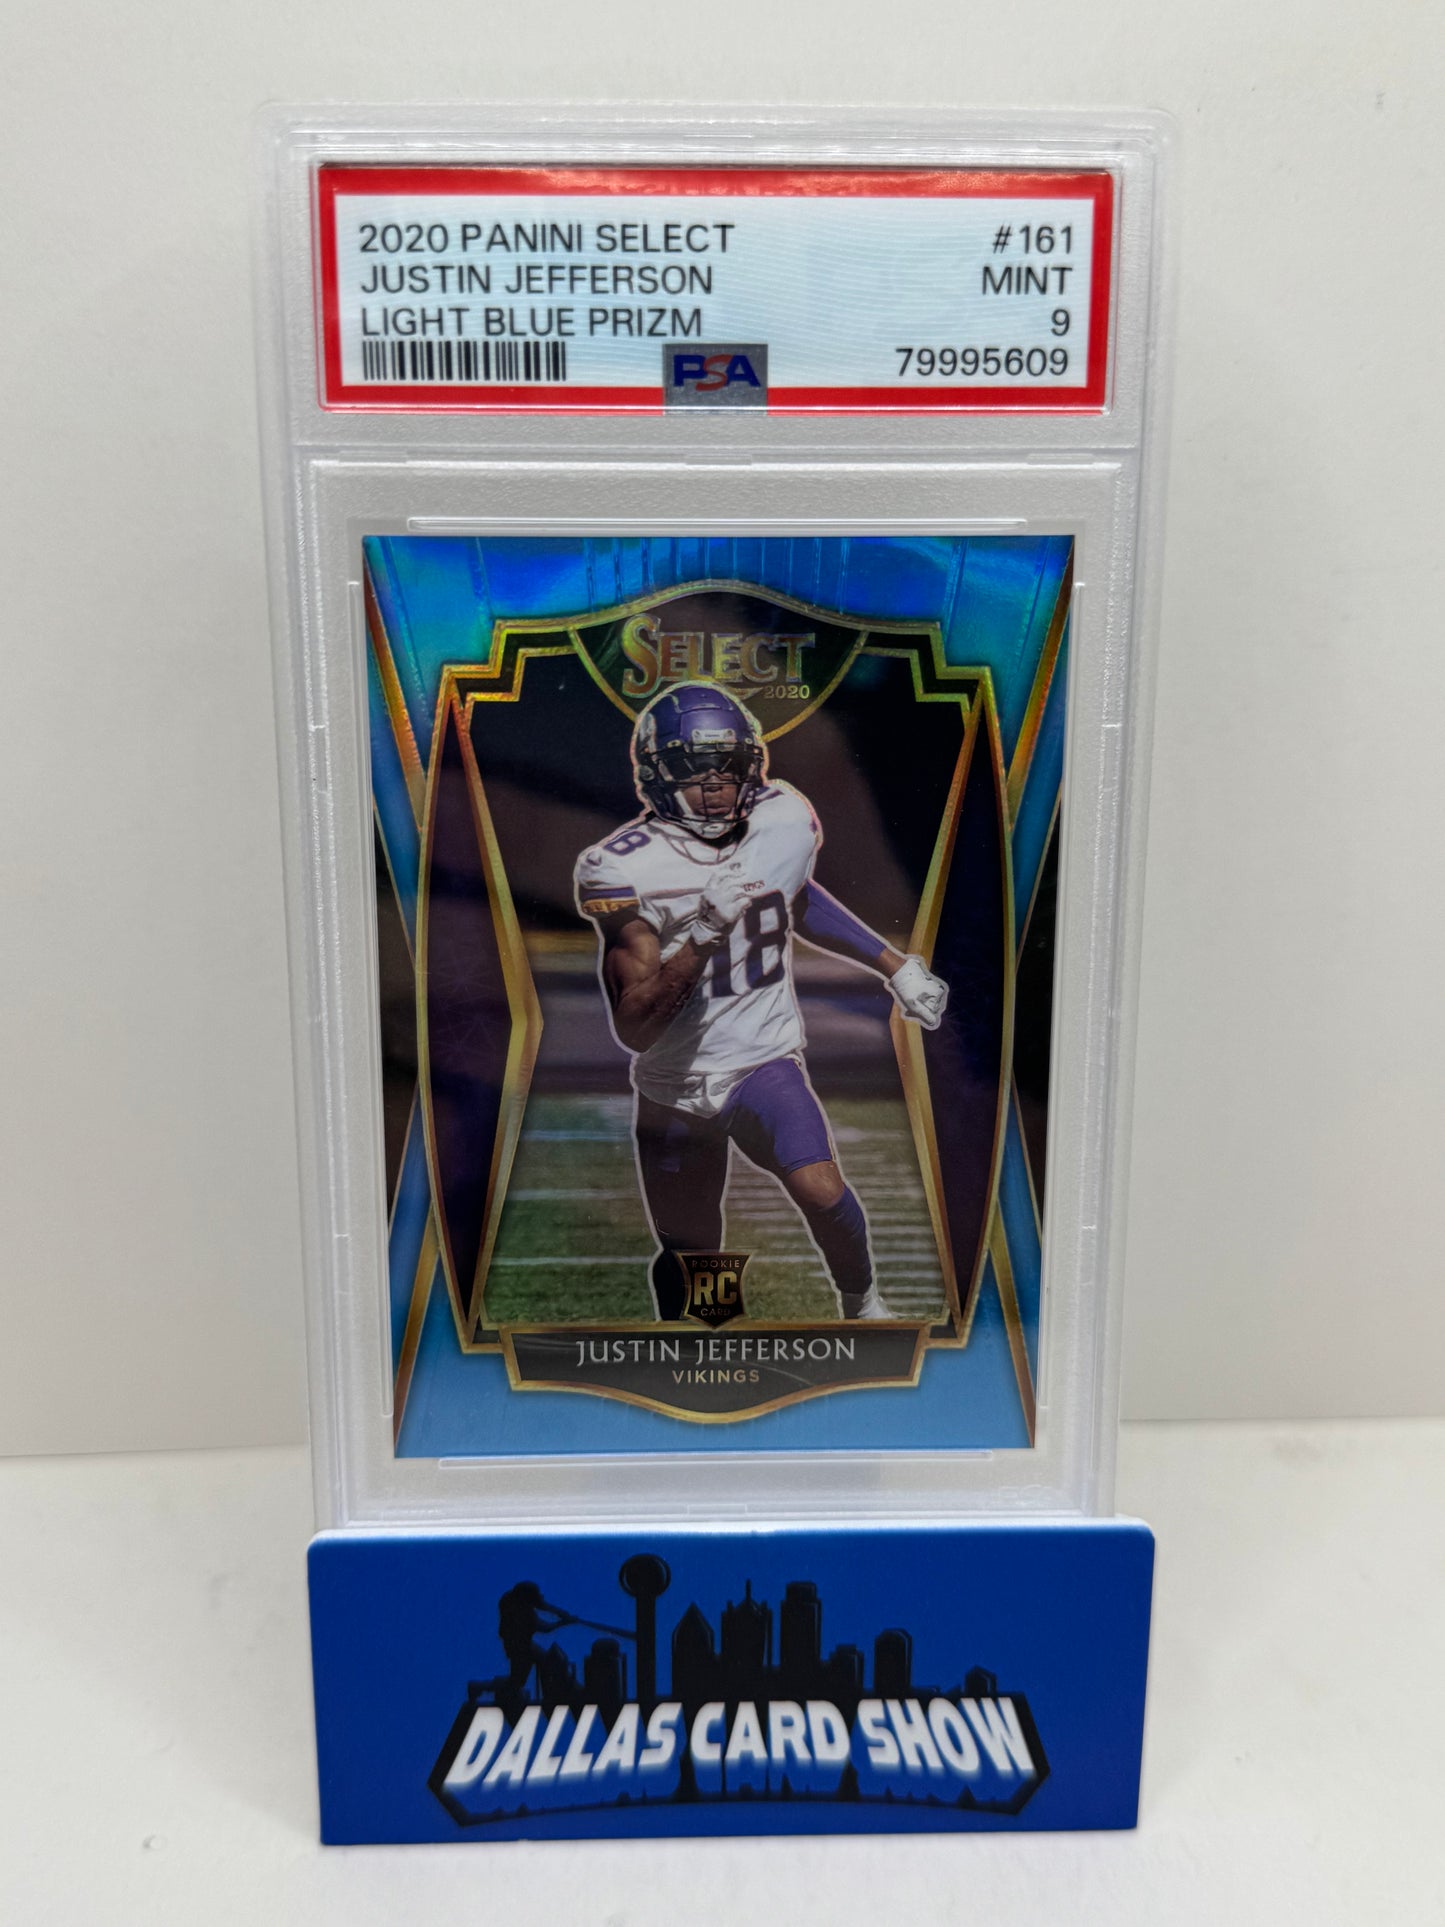 2020 PANINI SELECT #161
JUSTIN JEFFERSON MINT
LIGHT BLUE PRIZM 9
PSA 79995609
SELECT
2020
18
18
ROOKIE
RC
CARD
JUSTIN JEFFERSON
VIKINGS
DALLAS CARD SHOW